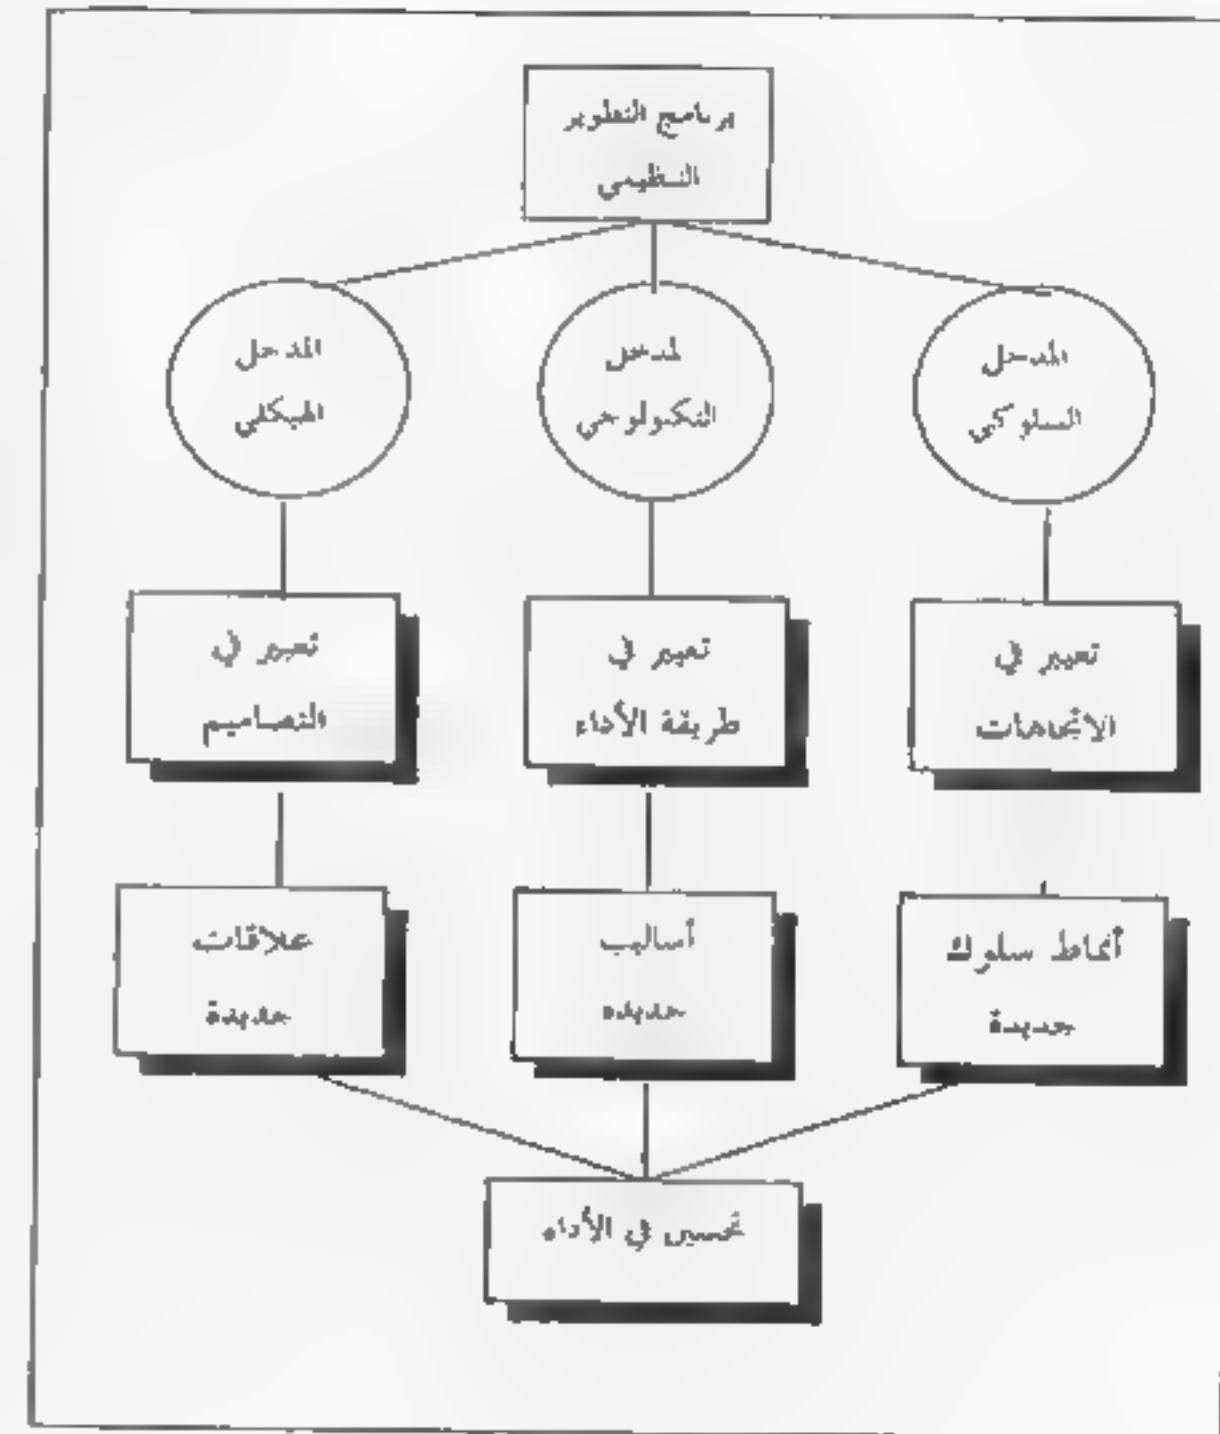 برنامج التطوير
التنظيمي
المدخل
السلوكي
المدخل
التكنولوجي
المدخل
الهيكلي
تغيير في
الاتجاهات
تغيير في
طريقة الأداء
تغيير في
التصاميم
أنماط سلوك
جديدة
أساليب
جديده
علاقات
جديدة
تحسين في الأداء